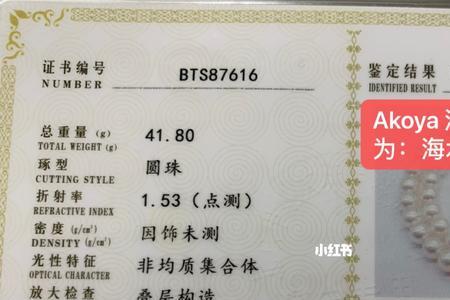 证书编号 BTS87616
NUMBER
鉴定结果
IDENTIFIED RESULT
总重量 (g) 41.80
TOTAL WEIGHT (g)
琢型 圆珠
CUTTING STYLE
折射率 1.53 (点测)
REFRACTIVE INDEX
密度 (g/cm³) 因饰未测
DENSITY (g/cm³)
光性特征 非均质集合体
OPTICAL CHARACTER
放大检查 叠层构造
Akoya
为：海
小红书